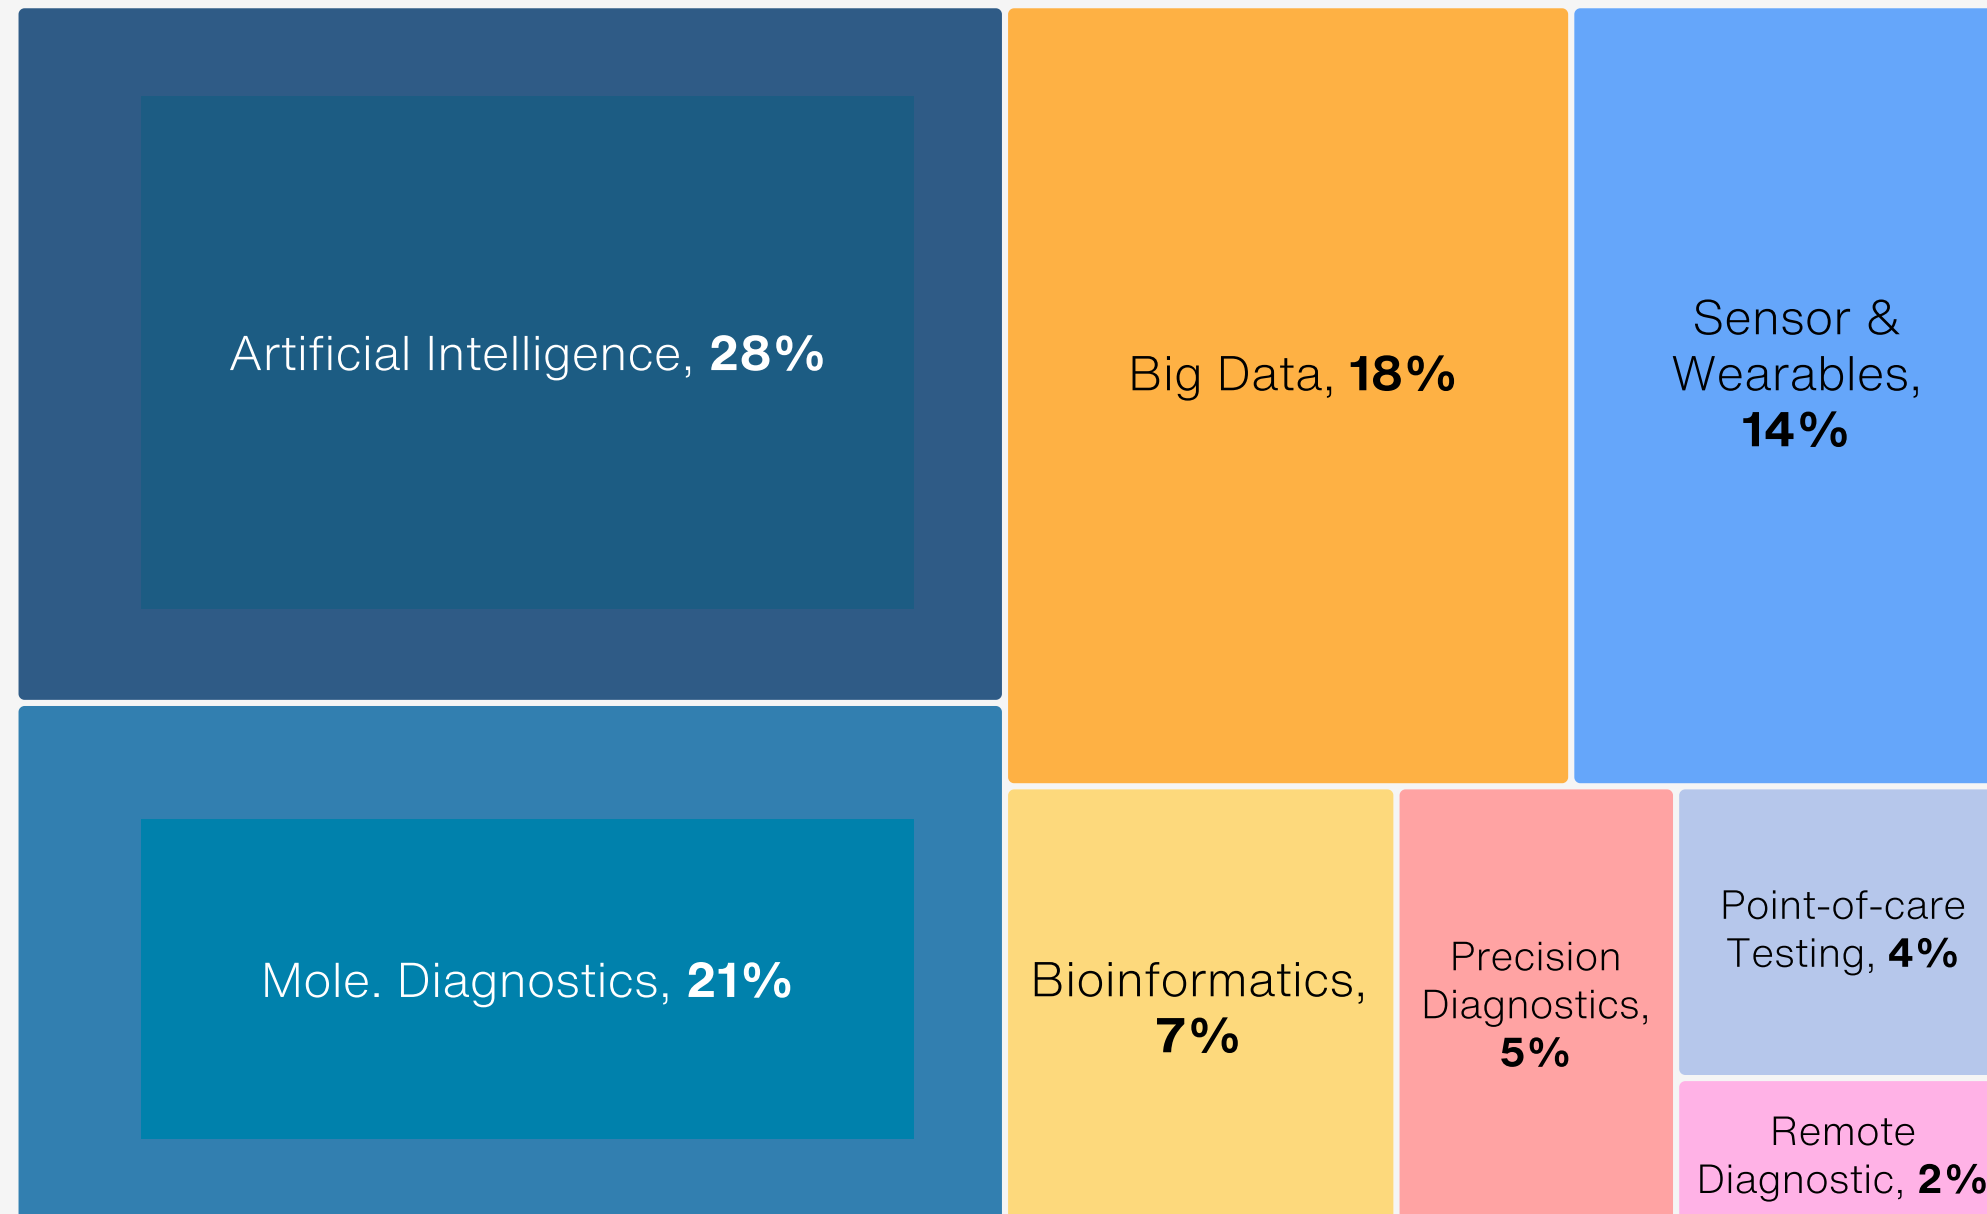 Artificial Intelligence, 28%
Big Data, 18%
Sensor &
Wearables,
14%
Mole. Diagnostics, 21%
Bioinformatics,
7%
Precision
Diagnostics,
5%
Point-of-care
Testing, 4%
Remote
Diagnostic, 2%